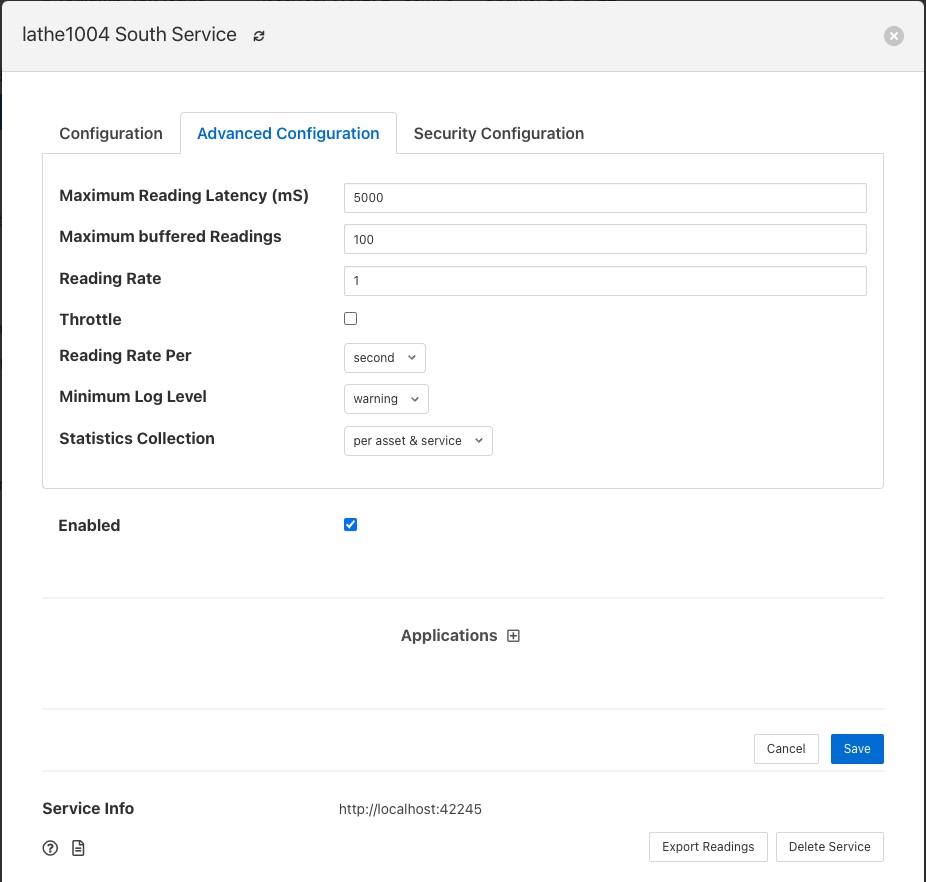 lathe1004 South Service
Configuration Advanced Configuration Security Configuration
Maximum Reading Latency (mS) 5000
Maximum buffered Readings 100
Reading Rate 1
Throttle
Reading Rate Per second
Minimum Log Level warning
Statistics Collection per asset & service
Enabled
Applications
Cancel Save
Service Info http://localhost:42245
Export Readings Delete Service